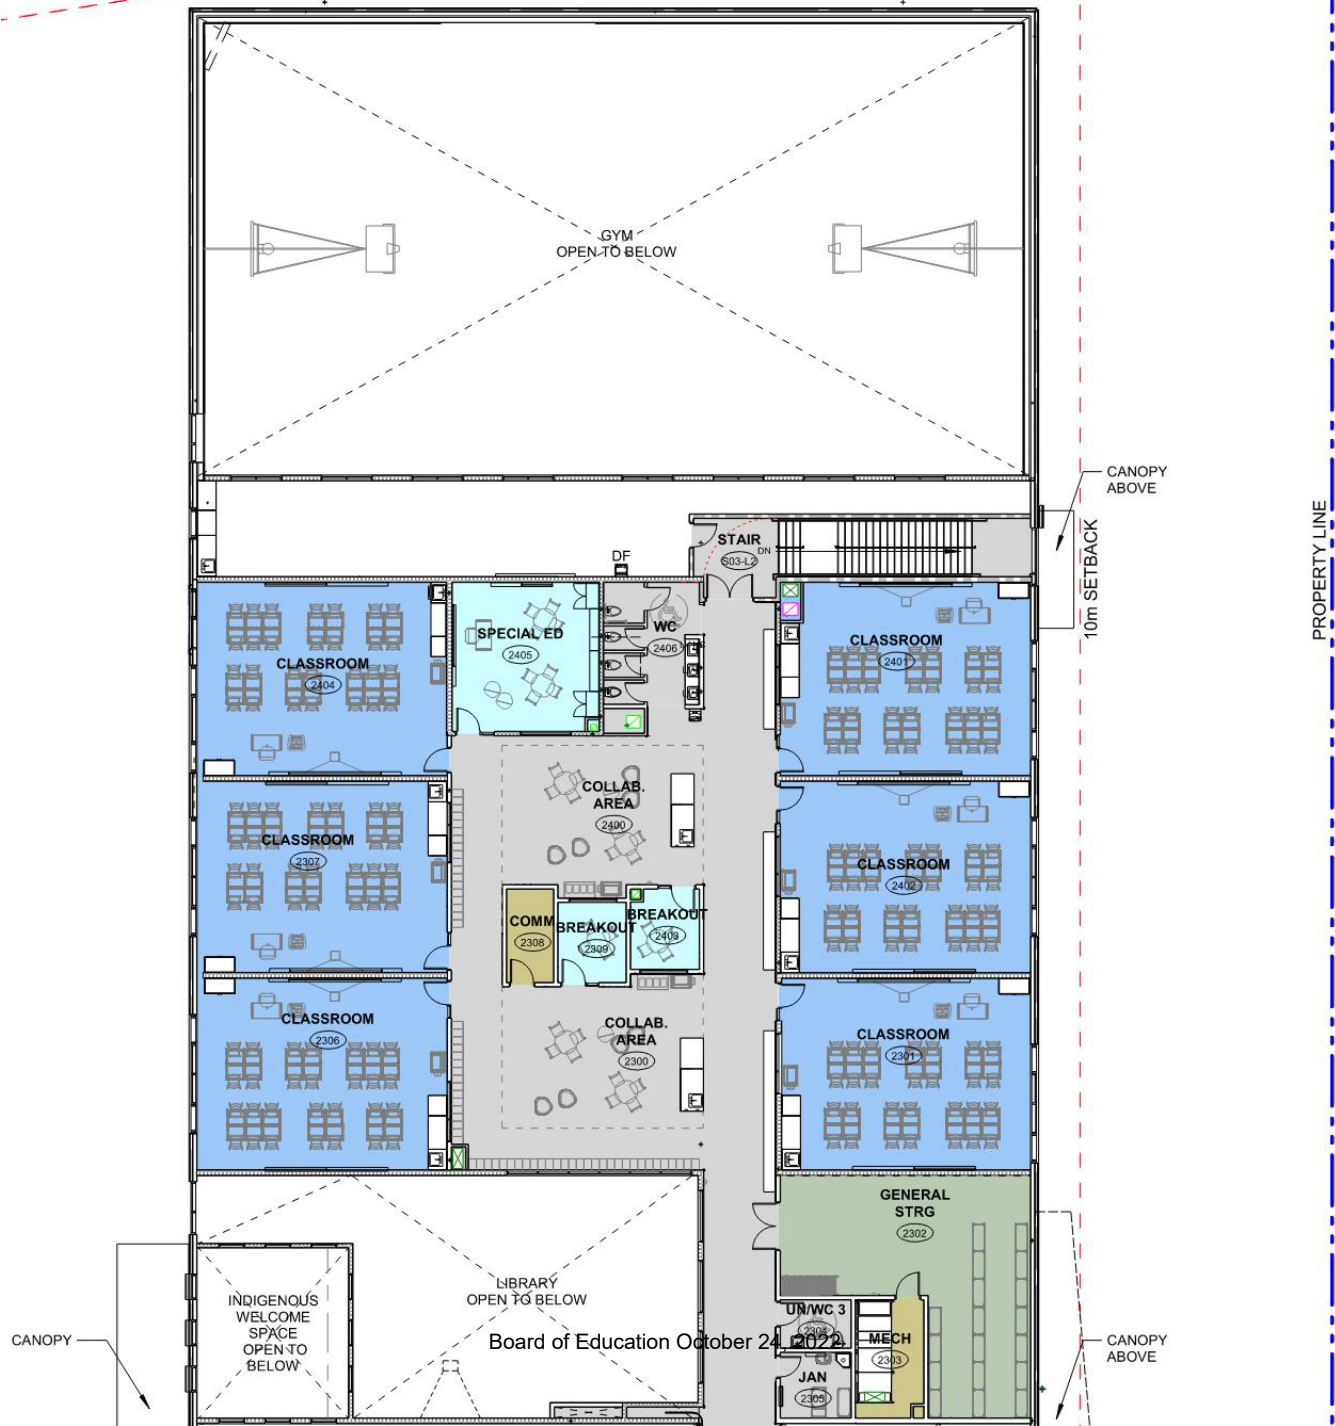 GYM
OPEN TO BELOW
CANOPY
ABOVE
10m SETBACK
PROPERTY LINE
DF
STAIR
S03-L2
DN
CLASSROOM
2404
SPECIAL ED
2405
WC
2406
CLASSROOM
2401
COLLAB.
AREA
2400
CLASSROOM
2307
CLASSROOM
2402
COMM
2308
BREAKOUT
2309
BREAKOUT
2403
CLASSROOM
2306
COLLAB.
AREA
2300
CLASSROOM
2301
GENERAL
STRG
2302
LIBRARY
OPEN TO BELOW
INDIGENOUS
WELCOME
SPACE
OPEN TO
BELOW
CANOPY
UN/WC 3
2304
MECH
2303
JAN
2305
CANOPY
ABOVE
Board of Education October 24, 2022